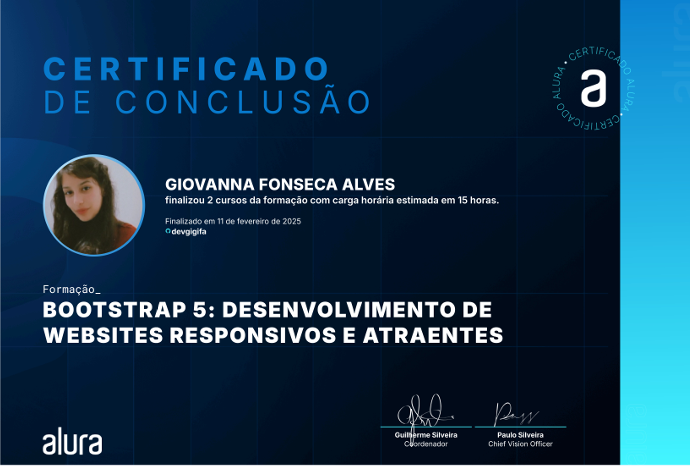 CERTIFICADO
DE CONCLUSÃO
CERTIFICADO ALURA • CERTIFICADO ALURA •
a
alura
GIOVANNA FONSECA ALVES
finalizou 2 cursos da formação com carga horária estimada em 15 horas.
Finalizado em 11 de fevereiro de 2025
devgigifa
Formação_
BOOTSTRAP 5: DESENVOLVIMENTO DE
WEBSITES RESPONSIVOS E ATRAENTES
Guilherme Silveira
Coordenador
Paulo Silveira
Chief Vision Officer
alura